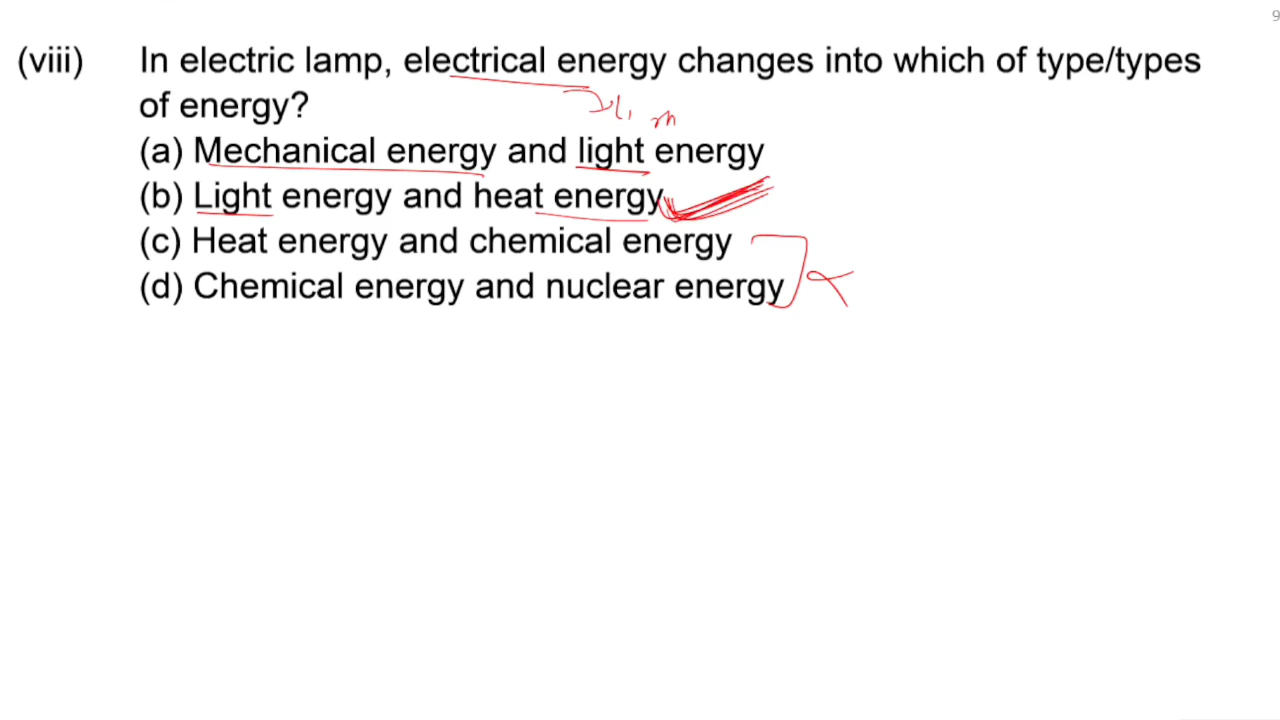 9
(viii) In electric lamp, electrical energy changes into which of type/types
of energy?
(a) Mechanical energy and light energy
(b) Light energy and heat energy
(c) Heat energy and chemical energy
(d) Chemical energy and nuclear energy